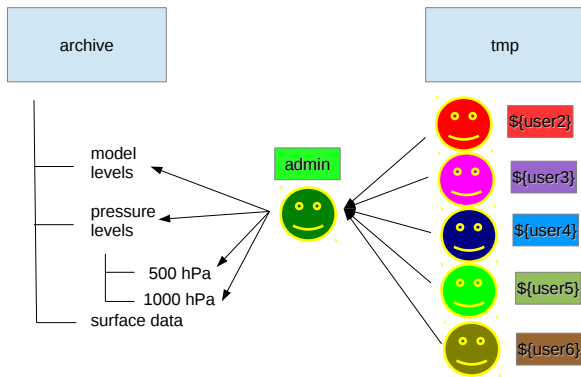 archive
tmp
admin
model
levels
pressure
levels
500 hPa
1000 hPa
surface data
${user2}
${user3}
${user4}
${user5}
${user6}